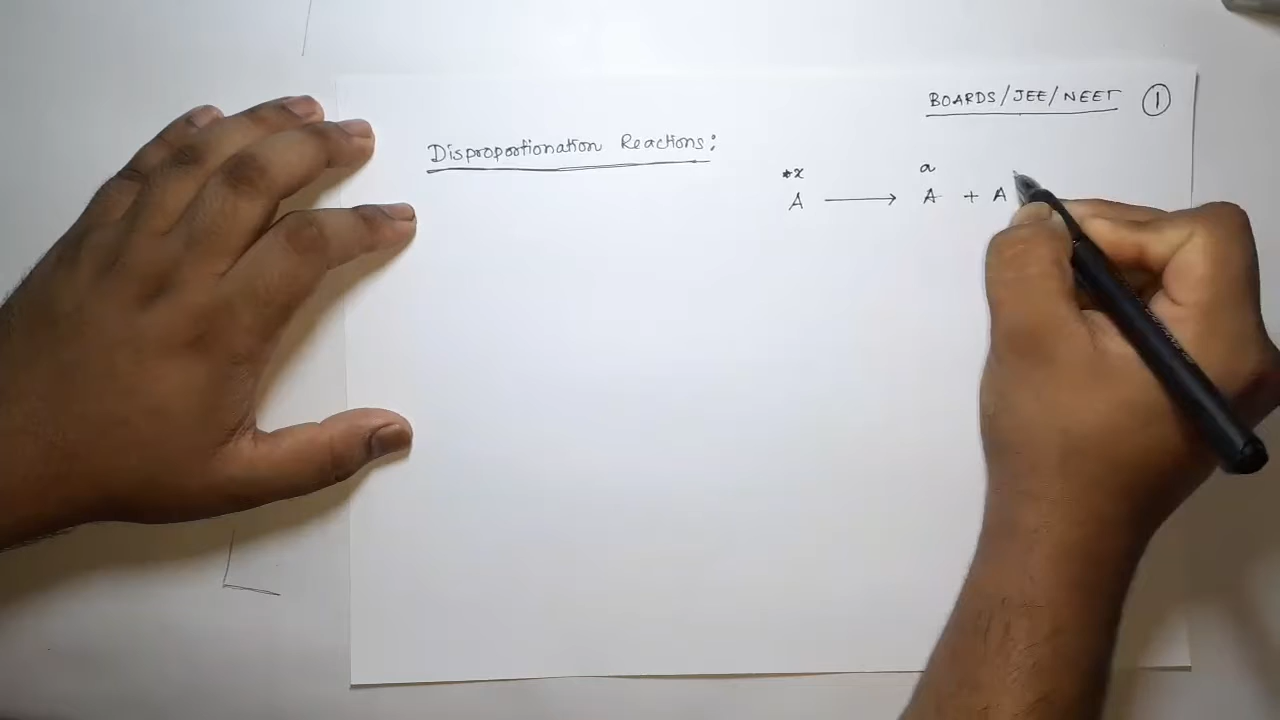 BOARDS/JEE/NEET 1
Disproportionation Reactions:
x a
A → A + A